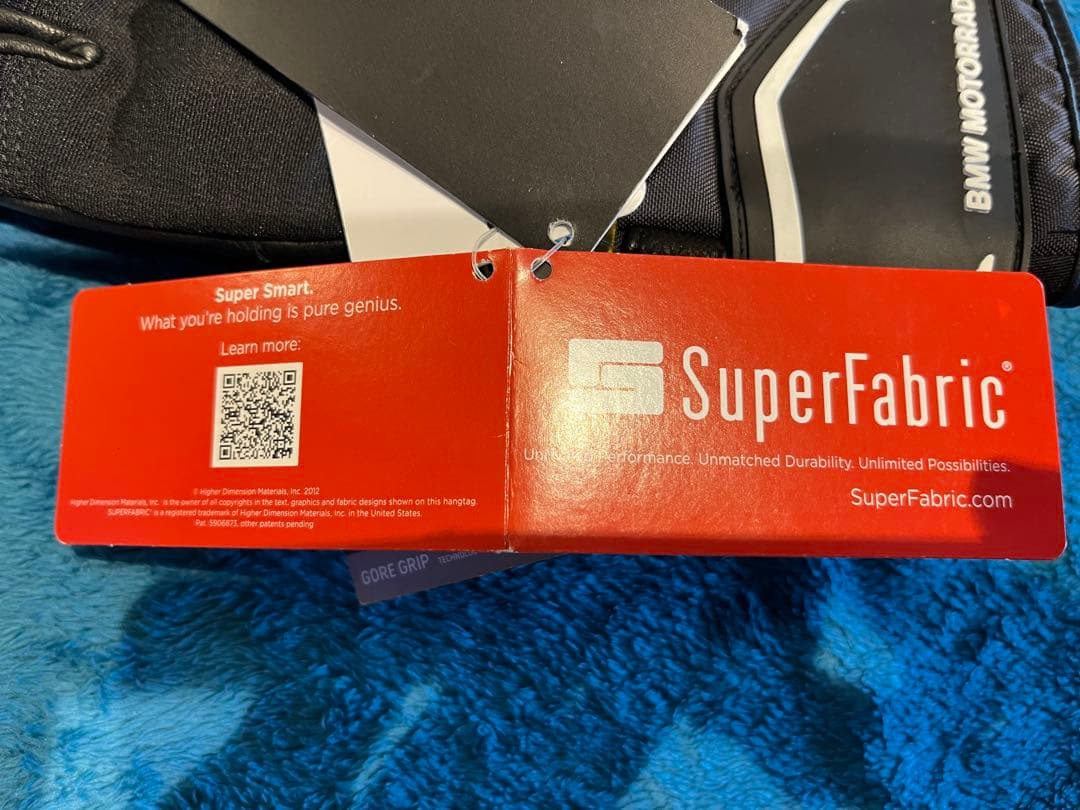 BMW MOTORRAD
Super Smart.
What you're holding is pure genius.
Learn more:
© Higher Dimension Materials, Inc. 2012
Higher Dimension Materials, Inc. is the owner of all copyrights in the text, graphics and fabric designs shown on this hangtag.
SUPERFABRIC® is a registered trademark of Higher Dimension Materials, Inc. in the United States.
Pat. 5906873, other patents pending
SuperFabric®
Performance. Unmatched Durability. Unlimited Possibilities.
SuperFabric.com
GORE GRIP